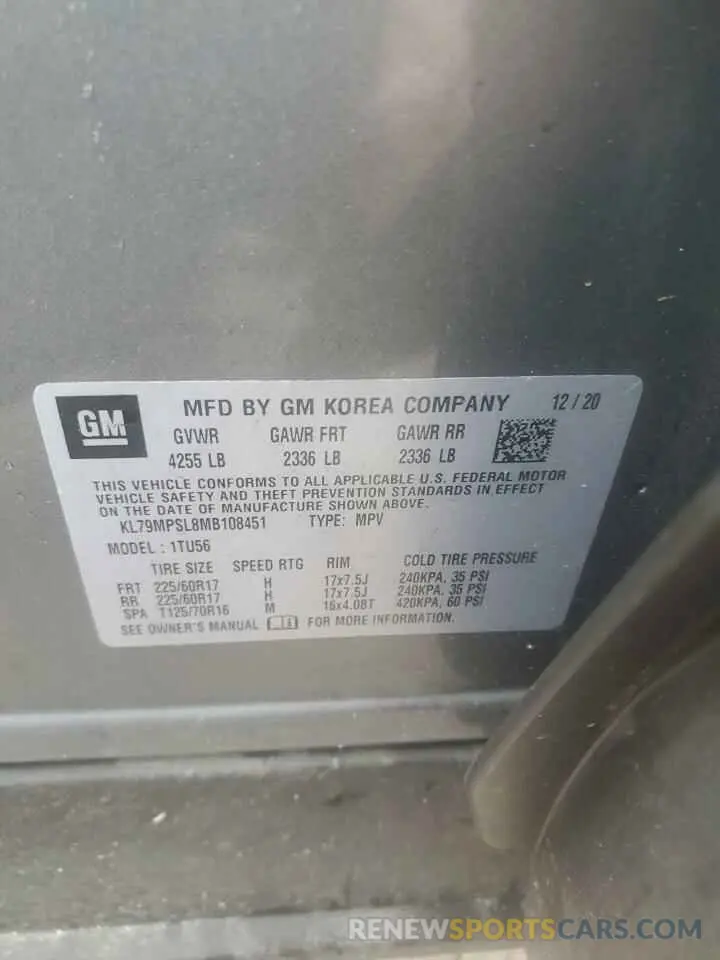 GM MFD BY GM KOREA COMPANY 12 / 20
GVWR GAWR FRT GAWR RR
4255 LB 2336 LB 2336 LB
THIS VEHICLE CONFORMS TO ALL APPLICABLE U.S. FEDERAL MOTOR
VEHICLE SAFETY AND THEFT PREVENTION STANDARDS IN EFFECT
ON THE DATE OF MANUFACTURE SHOWN ABOVE.
KL79MPSL8MB108451 TYPE: MPV
MODEL : 1TU56
TIRE SIZE SPEED RTG RIM COLD TIRE PRESSURE
FRT 225/60R17 H 17x7.5J 240KPA, 35 PSI
RR 225/60R17 H 17x7.5J 240KPA, 35 PSI
SPA T125/70R16 M 16x4.0BT 420KPA, 60 PSI
SEE OWNER'S MANUAL FOR MORE INFORMATION.
RENEWSPORTSCARS.COM